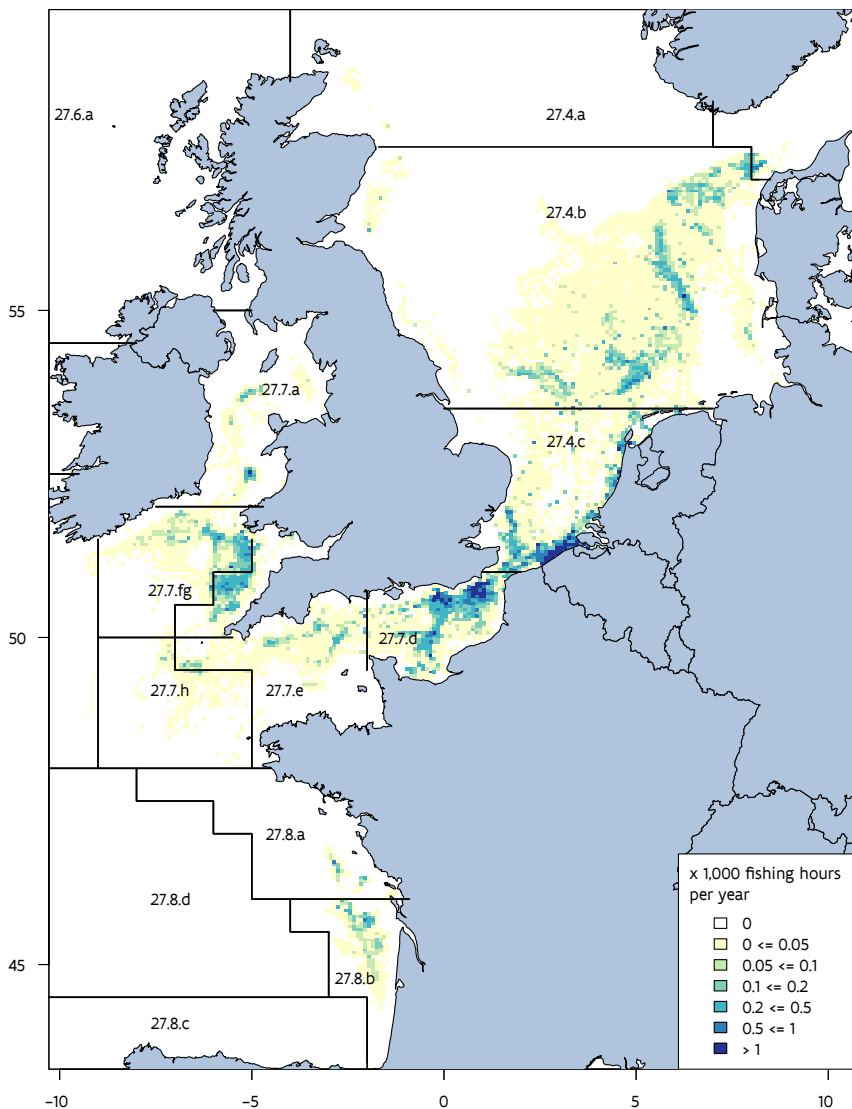 27.6.a
27.4.a
27.4.b
55
27.7.a
27.4.c
27.7.fg
50
27.7.d
27.7.h
27.7.e
27.8.a
x 1,000 fishing hours
per year
27.8.d
0
0 <= 0.05
45
0.05 <= 0.1
27.8.b
0.1 <= 0.2
0.2 <= 0.5
27.8.c
0.5 <= 1
> 1
−10
−5
0
5
10